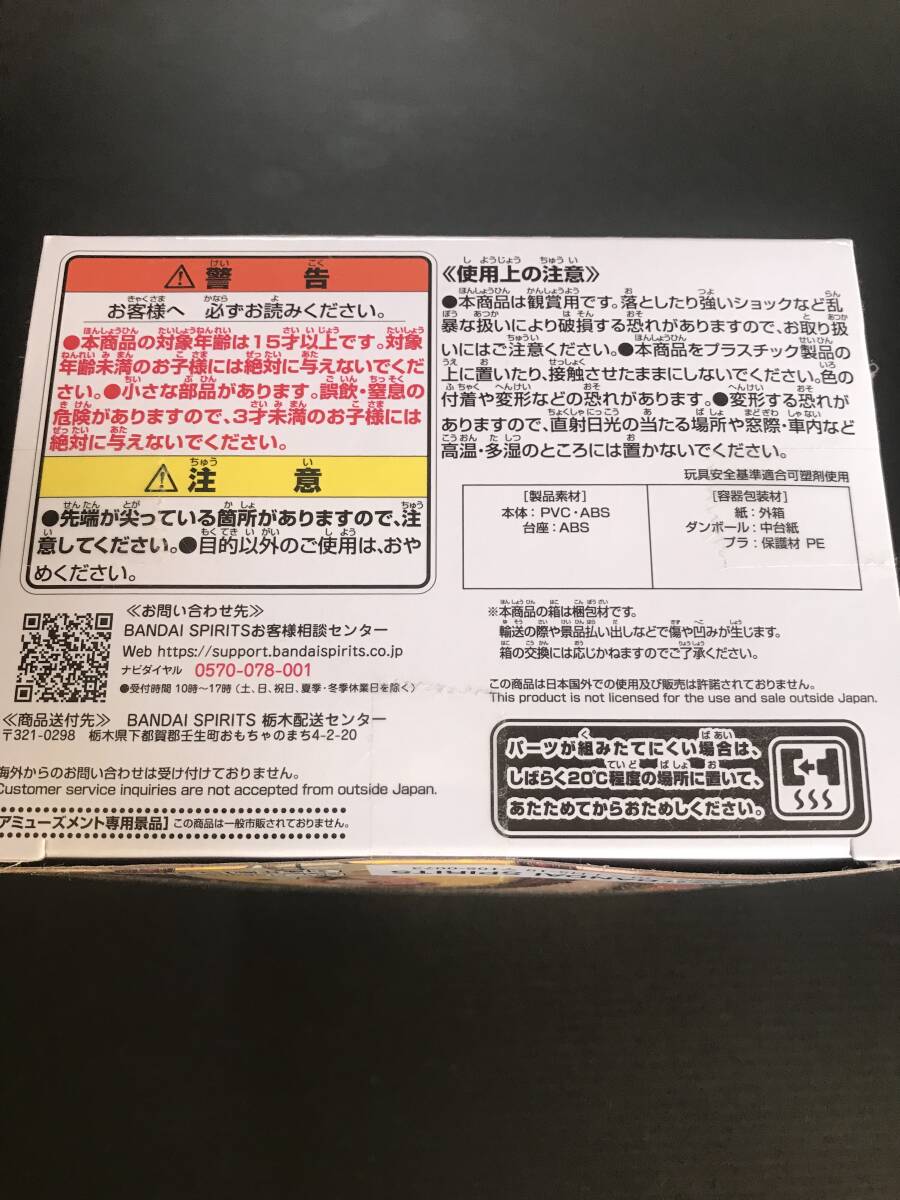 ⚠警告
お客様へ 必ずお読みください。
●本商品の対象年齢は15才以上です。対象
年齢未満のお子様には絶対に与えないでくだ
さい。●小さな部品があります。誤飲・窒息の
危険がありますので、3才未満のお子様には
絶対に与えないでください。
⚠注意
●先端が尖っている箇所がありますので、注
意してください。●目的以外のご使用は、おや
めください。
≪お問い合わせ先≫
BANDAI SPIRITSお客様相談センター
Web https://support.bandaispirits.co.jp
ナビダイヤル 0570-078-001
●受付時間 10時〜17時(土、日、祝日、夏季・冬季休業日を除く)
≪商品送付先≫ BANDAI SPIRITS 栃木配送センター
〒321-0298 栃木県下都賀郡壬生町おもちゃのまち4-2-20
海外からのお問い合わせは受け付けておりません。
Customer service inquiries are not accepted from outside Japan.
アミューズメント専用景品] この商品は一般市販されておりません。
≪使用上の注意≫
●本商品は観賞用です。落としたり強いショックなど乱
暴な扱いにより破損する恐れがありますので、お取り扱
いにはご注意ください。●本商品をプラスチック製品の
上に置いたり、接触させたままにしないでください。色の
付着や変形などの恐れがあります。●変形する恐れが
ありますので、直射日光の当たる場所や窓際・車内など
高温・多湿のところには置かないでください。
玩具安全基準適合可塑剤使用
[製品素材]
本体:PVC・ABS
台座:ABS
[容器包装材]
紙:外箱
ダンボール:中台紙
プラ:保護材 PE
※本商品の箱は梱包材です。
輸送の際や景品払い出しなどで傷や凹みが生じます。
箱の交換には応じかねますのでご了承ください。
この商品は日本国外での使用及び販売は許諾されておりません。
This product is not licensed for the use and sale outside Japan.
パーツが組みたてにくい場合は、
しばらく20℃程度の場所に置いて、
あたためてからおためしください。
BANDAI SPIRITS